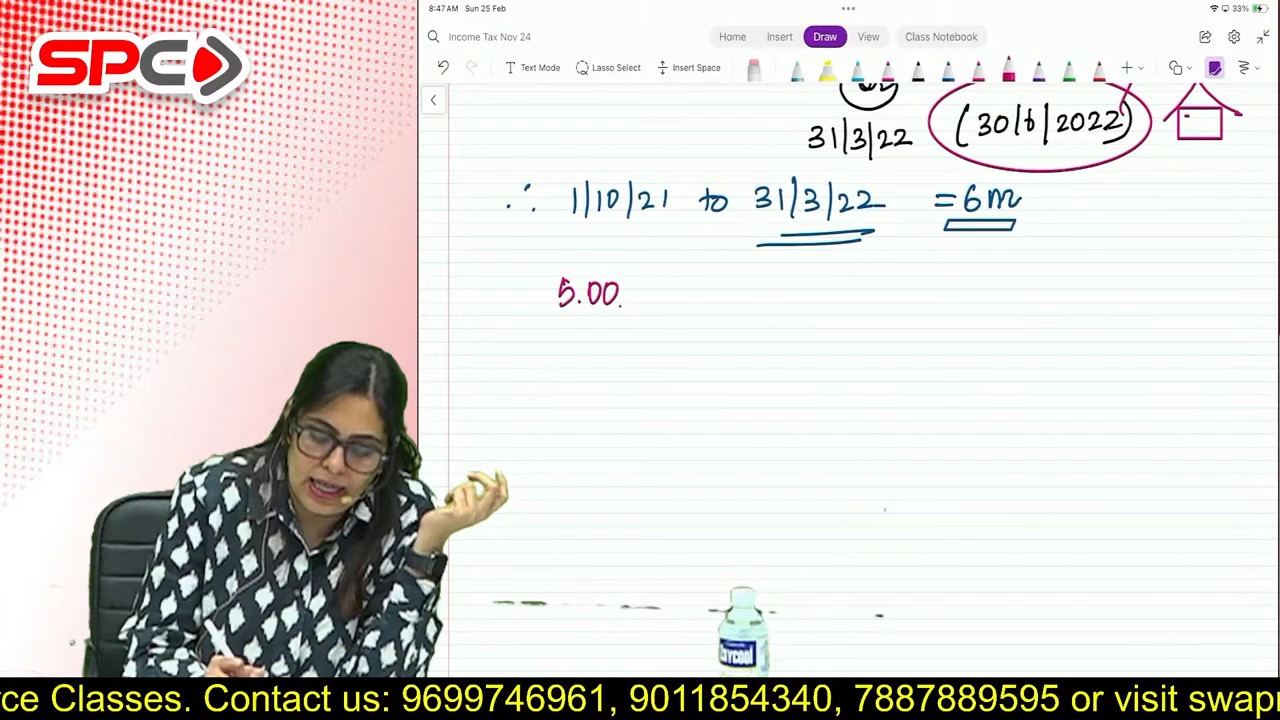 8:47 AM Sun 25 Feb
33%
SPC
Income Tax Nov 24
Home Insert Draw View Class Notebook
Text Mode Lasso Select Insert Space
31/3/22 (30/6/2022)
∴ 1/10/21 to 31/3/22 = 6m
5.00
yce Classes. Contact us: 9699746961, 9011854340, 7887889595 or visit swap